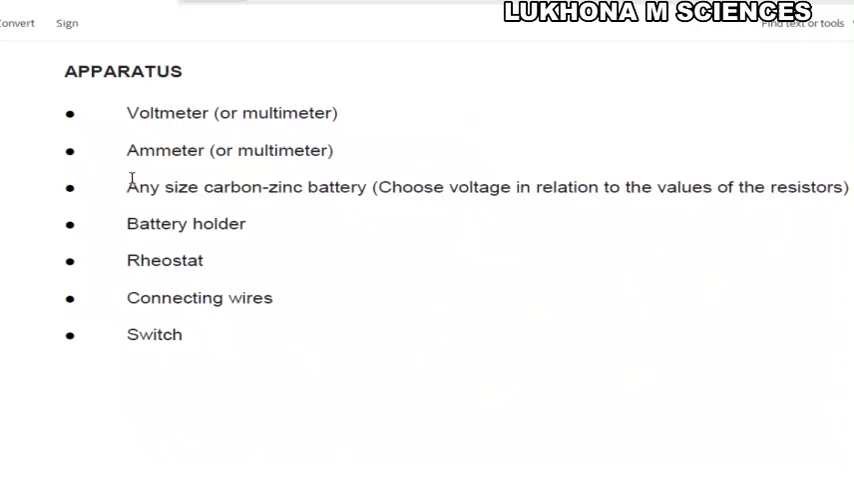 LUKHONA M SCIENCES
Convert Sign Find text or tools
APPARATUS
● Voltmeter (or multimeter)
● Ammeter (or multimeter)
● Any size carbon-zinc battery (Choose voltage in relation to the values of the resistors)
● Battery holder
● Rheostat
● Connecting wires
● Switch